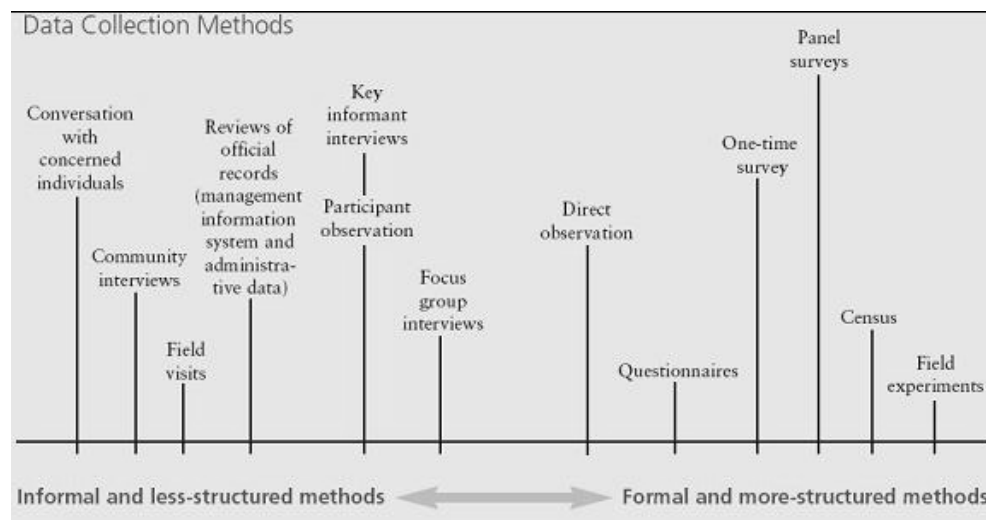 Data Collection Methods
Conversation
with
concerned
individuals
Community
interviews
Field
visits
Reviews of
official
records
(management
information
system and
administra-
tive data)
Key
informant
interviews
Participant
observation
Focus
group
interviews
Direct
observation
Questionnaires
One-time
survey
Panel
surveys
Census
Field
experiments
Informal and less-structured methods
Formal and more-structured methods